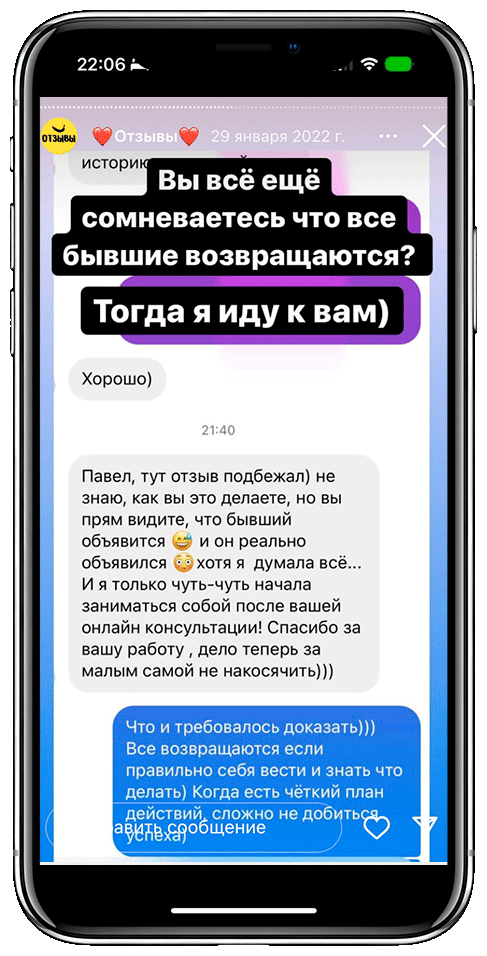 22:06
ОТЗЫВЫ
❤️Отзывы❤️ 29 января 2022 г.
Вы всё ещё
сомневаетесь что все
бывшие возвращаются?
Тогда я иду к вам)
Хорошо)
21:40
Павел, тут отзыв подбежал) не
знаю, как вы это делаете, но вы
прям видите, что бывший
объявится 😅 и он реально
объявился 😳хотя я думала всё...
И я только чуть-чуть начала
заниматься собой после вашей
онлайн консультации! Спасибо за
вашу работу , дело теперь за
малым самой не накосячить)))
Что и требовалось доказать)))
Все возвращаются если
правильно себя вести и знать что
делать) Когда есть чёткий план
действий, сложно не добиться
успеха)
сообщение